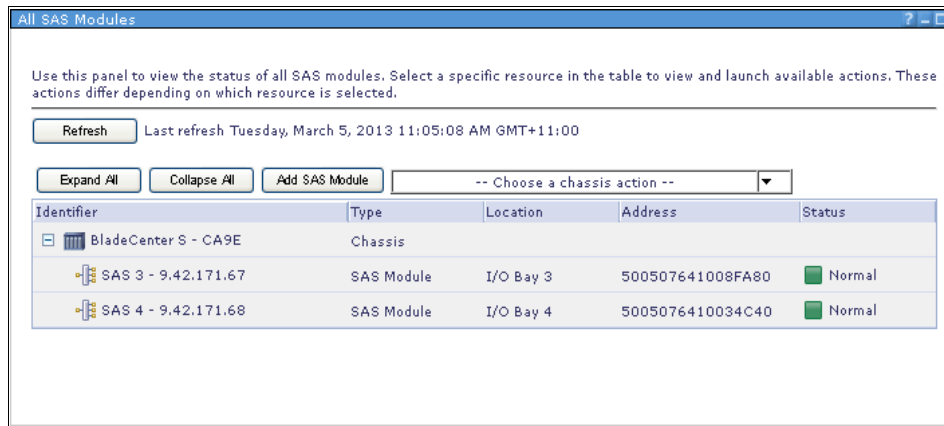 All SAS Modules
Use this panel to view the status of all SAS modules. Select a specific resource in the table to view and launch available actions. These
actions differ depending on which resource is selected.
Refresh Last refresh Tuesday, March 5, 2013 11:05:08 AM GMT+11:00
Expand All Collapse All Add SAS Module -- Choose a chassis action --
Identifier Type Location Address Status
BladeCenter S - CA9E Chassis
SAS 3 - 9.42.171.67 SAS Module I/O Bay 3 500507641008FA80 Normal
SAS 4 - 9.42.171.68 SAS Module I/O Bay 4 5005076410034C40 Normal